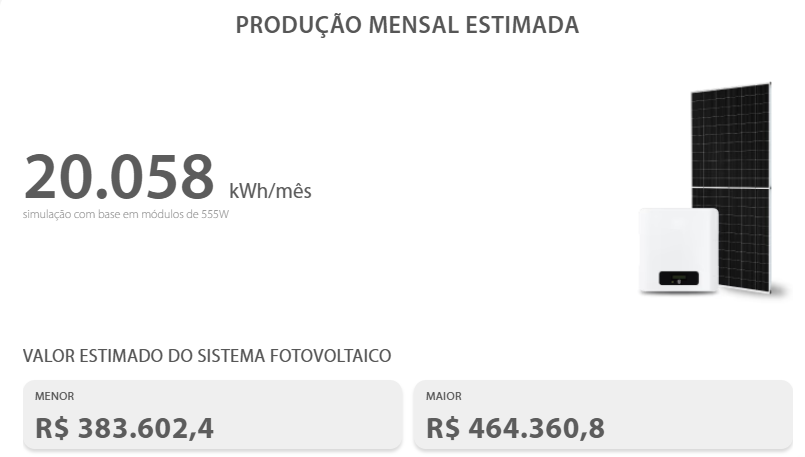 PRODUÇÃO MENSAL ESTIMADA
20.058 kWh/mês
simulação com base em módulos de 555W
VALOR ESTIMADO DO SISTEMA FOTOVOLTAICO
MENOR
R$ 383.602,4
MAIOR
R$ 464.360,8